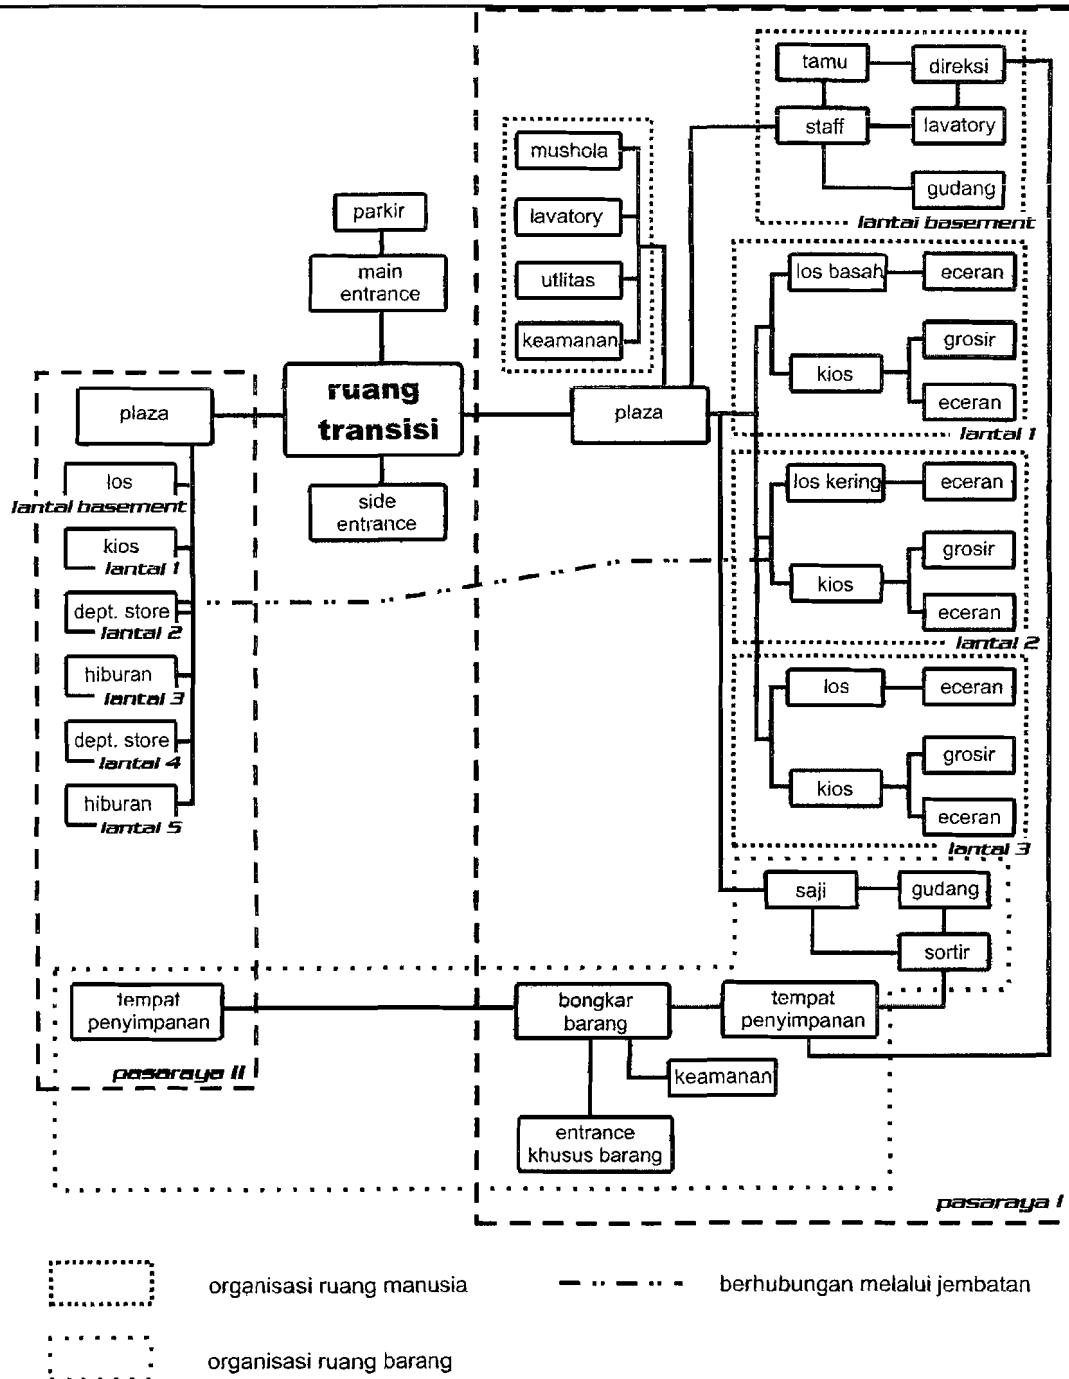 tamu
direksi
staff
lavatory
gudang
lantai basement
mushola
lavatory
utlitas
keamanan
parkir
main
entrance
ruang
transisi
side
entrance
plaza
plaza
los
lantai basement
kios
lantai 1
dept. store
lantai 2
hiburan
lantai 3
dept. store
lantai 4
hiburan
lantai 5
los basah
eceran
grosir
kios
eceran
lantai 1
los kering
eceran
grosir
kios
eceran
lantai 2
los
eceran
grosir
kios
eceran
lantai 3
saji
gudang
sortir
tempat
penyimpanan
bongkar
barang
tempat
penyimpanan
keamanan
entrance
khusus barang
pasaraya II
pasaraya I
organisasi ruang manusia
berhubungan melalui jembatan
organisasi ruang barang